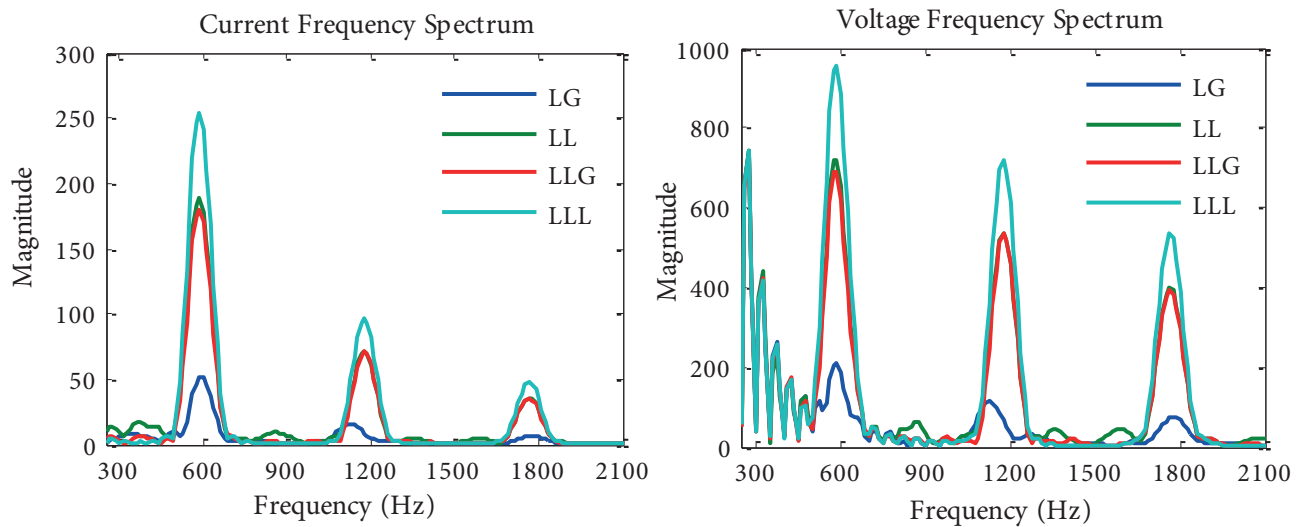 Current Frequency Spectrum
300
250
200
150
100
50
0
Magnitude
LG
LL
LLG
LLL
300 600 900 1200 1500 1800 2100
Frequency (Hz)
Voltage Frequency Spectrum
1000
800
600
400
200
0
Magnitude
LG
LL
LLG
LLL
300 600 900 1200 1500 1800 2100
Frequency (Hz)